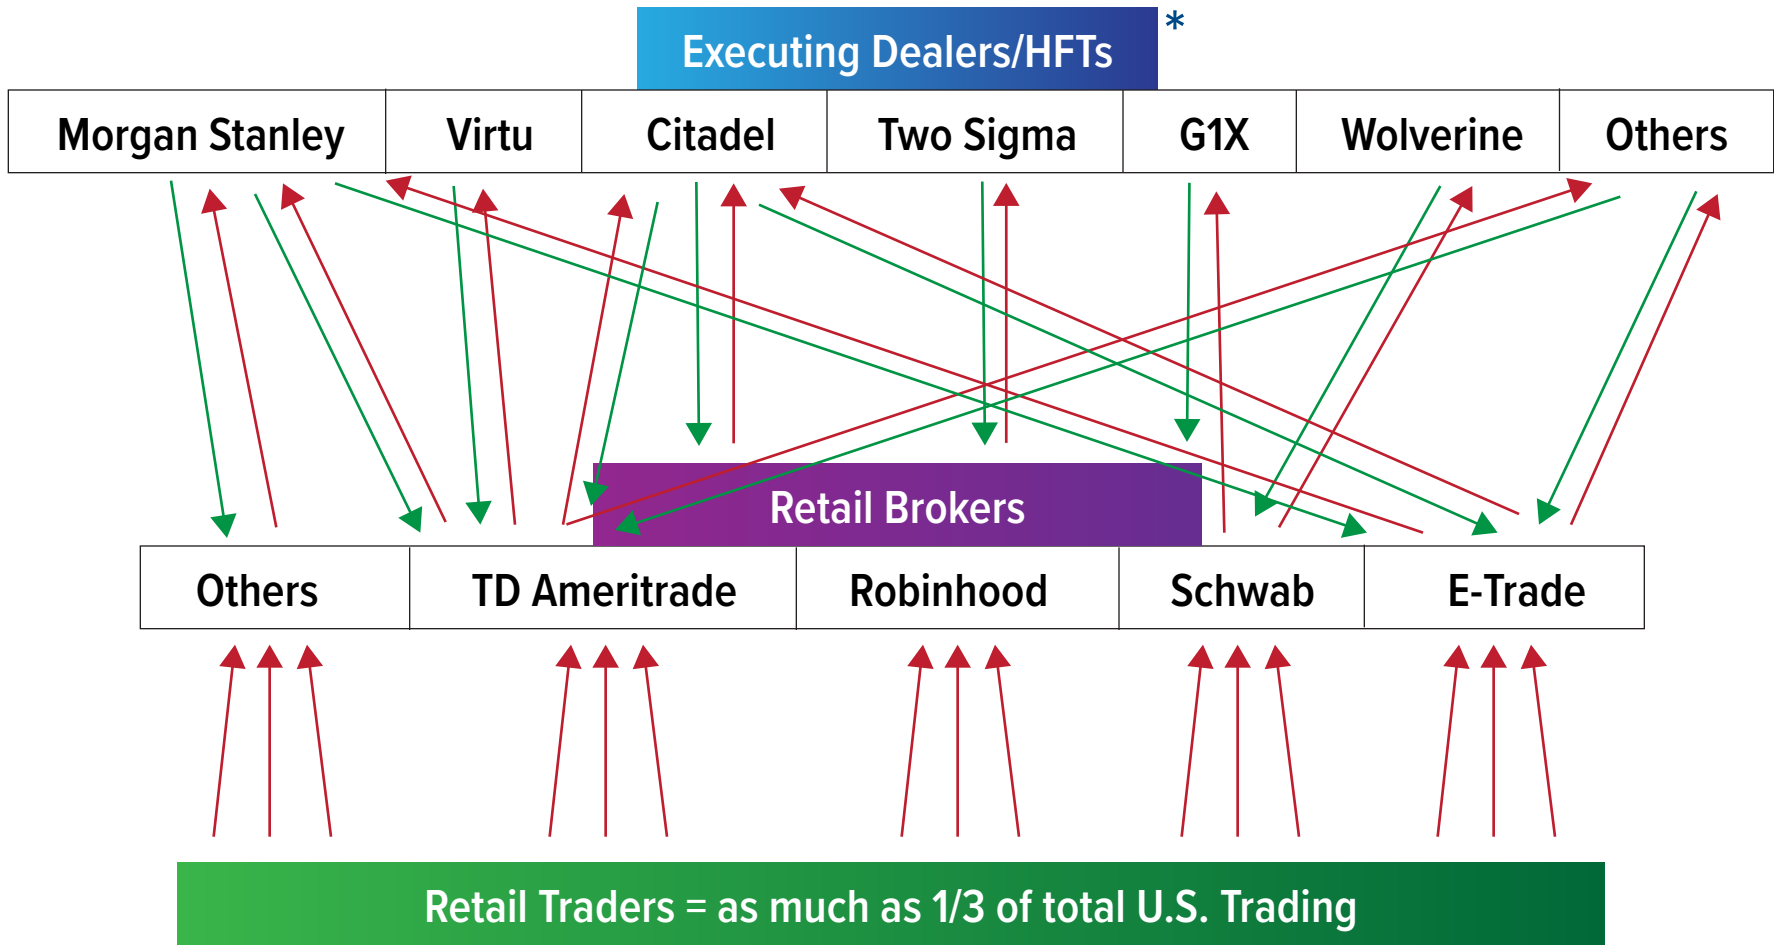 Executing Dealers/HFTs *
Morgan Stanley Virtu Citadel Two Sigma G1X Wolverine Others
Retail Brokers
Others TD Ameritrade Robinhood Schwab E-Trade
Retail Traders = as much as 1/3 of total U.S. Trading